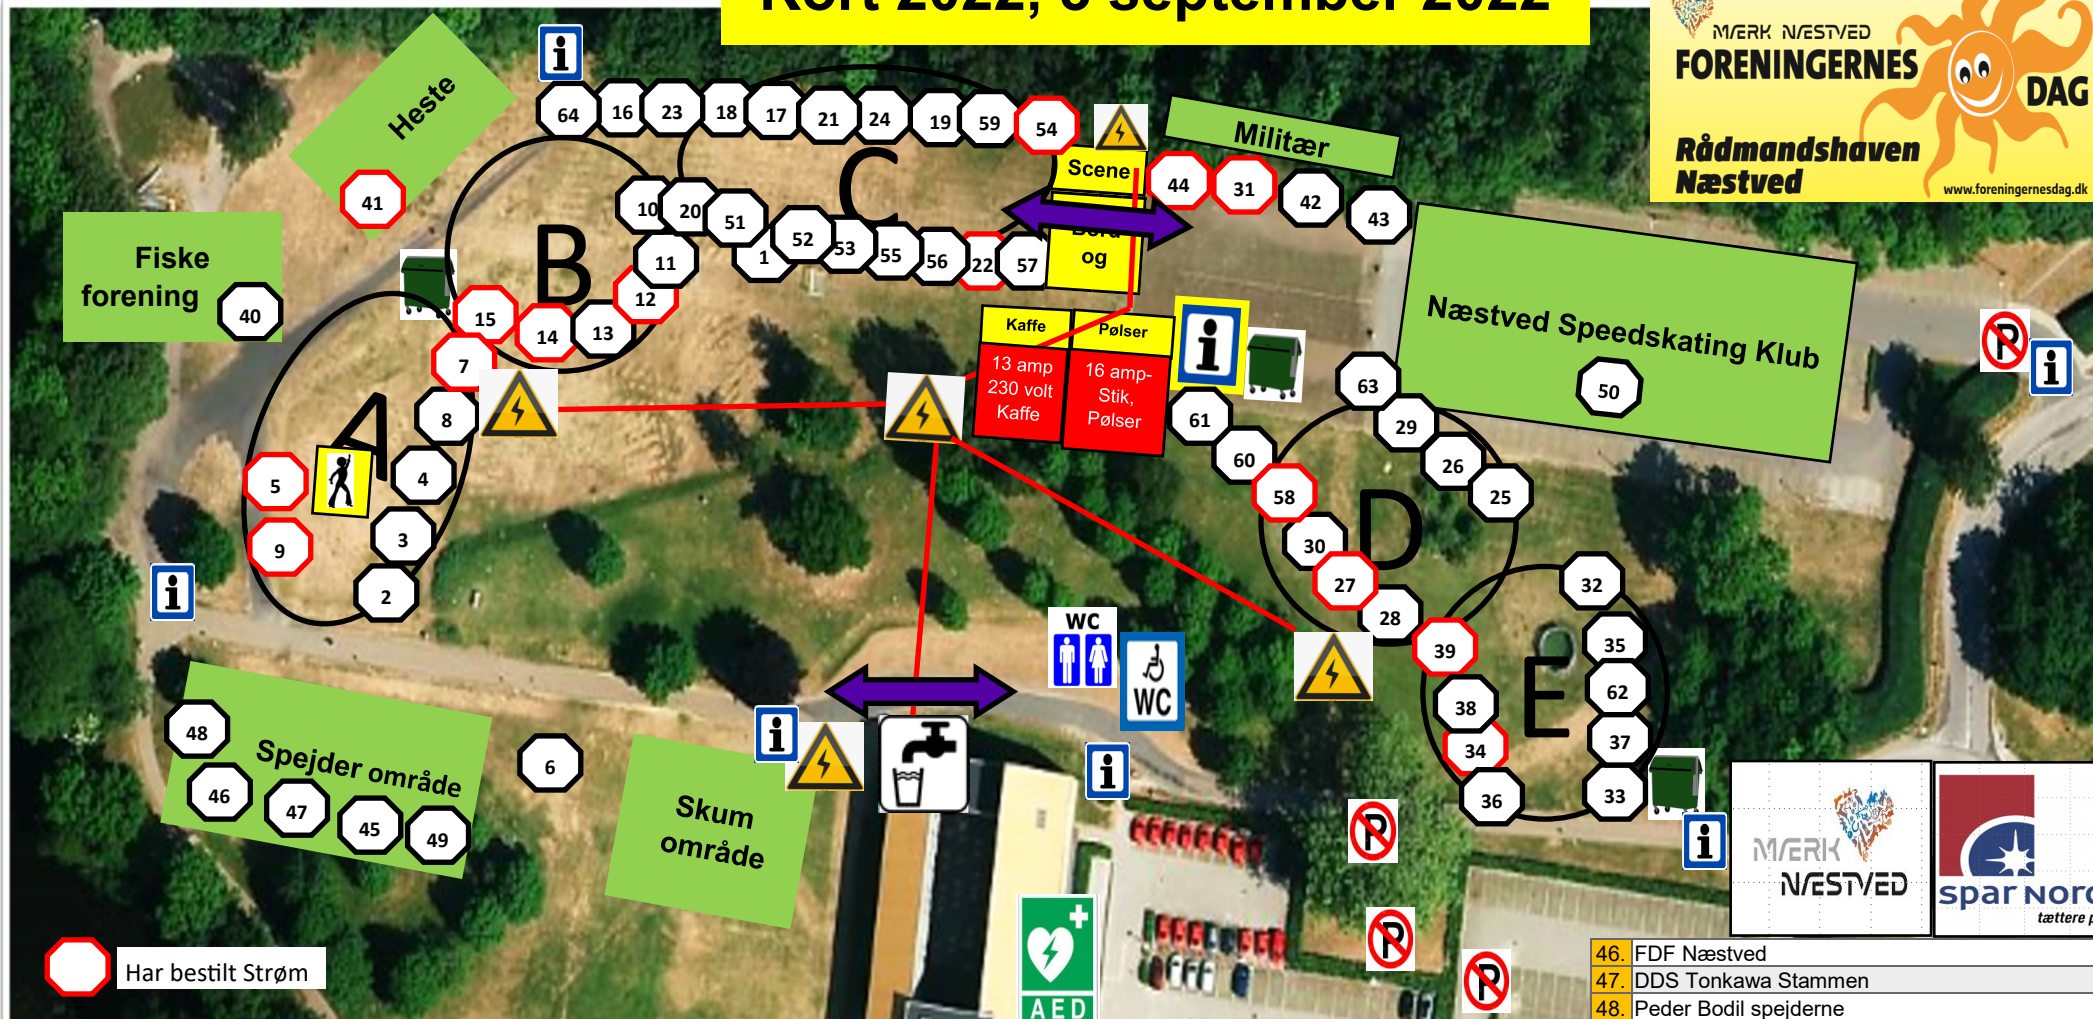 Kort 2022, 6 september 2022
MÆRK NÆSTVED
FORENINGERNES
DAG
Rådmandshaven
Næstved
www.foreningernesdag.dk
Heste
41
Fiske
forening
40
64
16
23
18
17
21
24
19
59
54
C
Scene
Militær
44
31
42
43
10
20
51
1
52
53
55
56
22
57
Bord
og
B
11
12
13
14
15
7
8
A
5
4
9
3
2
Kaffe
Pølser
13 amp
230 volt
Kaffe
16 amp-
Stik,
Pølser
i
Næstved Speedskating Klub
50
P
i
63
29
26
25
61
60
58
30
27
28
D
32
35
62
37
33
39
38
34
36
E
WC
WC
Spejder område
48
46
47
45
49
6
Skum
område
AED
Har bestilt Strøm
MÆRK
NÆSTVED
spar Nord
tættere p
46. FDF Næstved
47. DDS Tonkawa Stammen
48. Peder Bodil spejderne